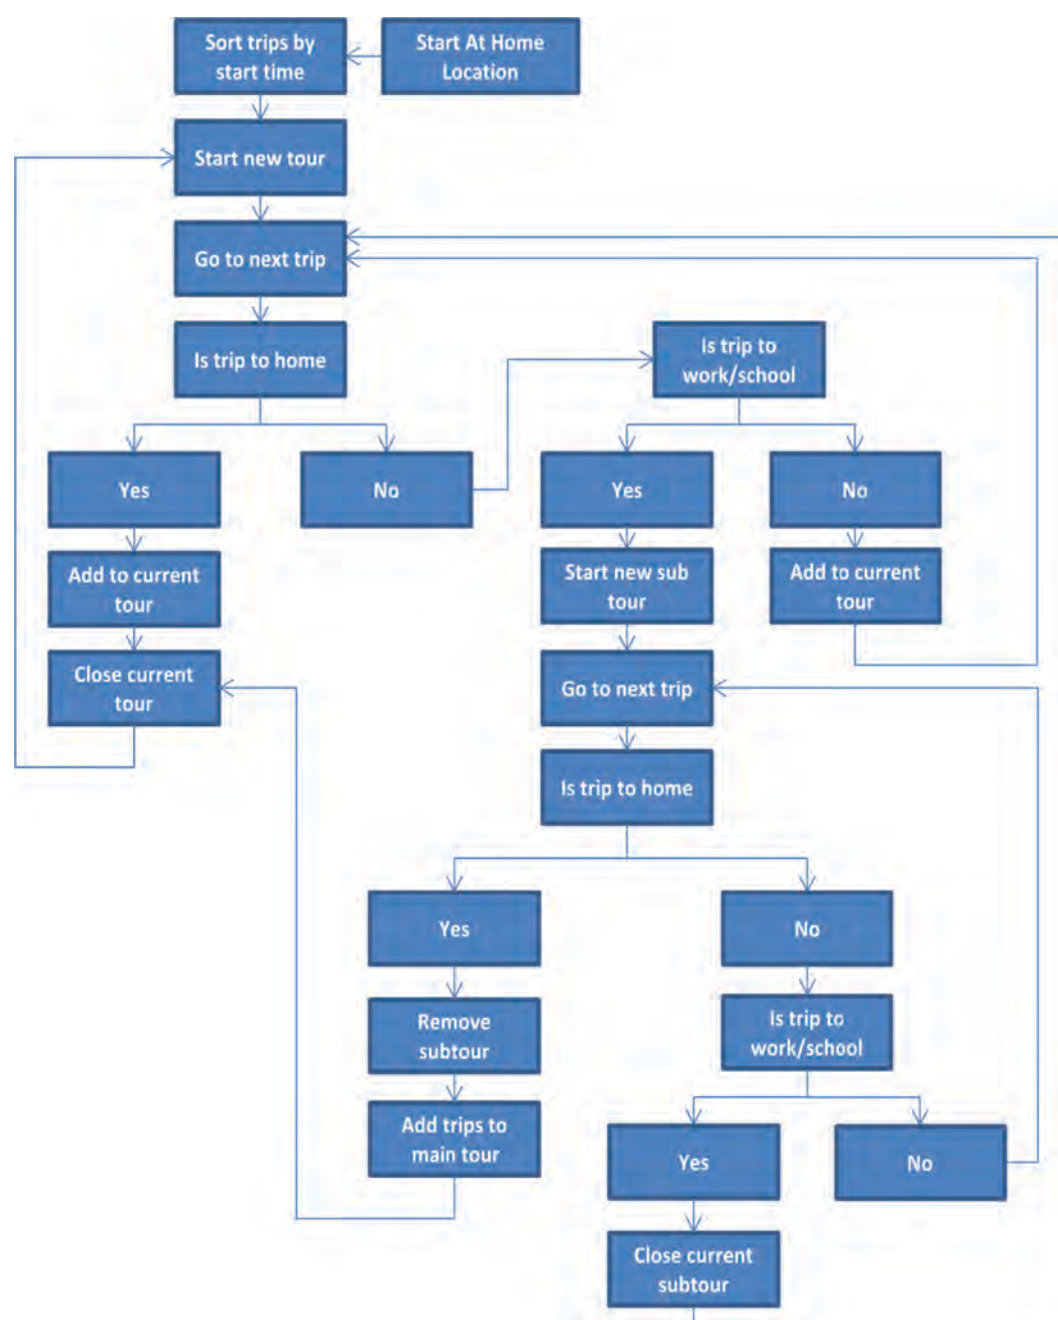 Sort trips by
start time
Start At Home
Location
Start new tour
Go to next trip
Is trip to home
Is trip to
work/school
Yes
No
Yes
No
Add to current
tour
Start new sub
tour
Add to current
tour
Close current
tour
Go to next trip
Is trip to home
Yes
No
Remove
subtour
Is trip to
work/school
Add trips to
main tour
Yes
No
Close current
subtour